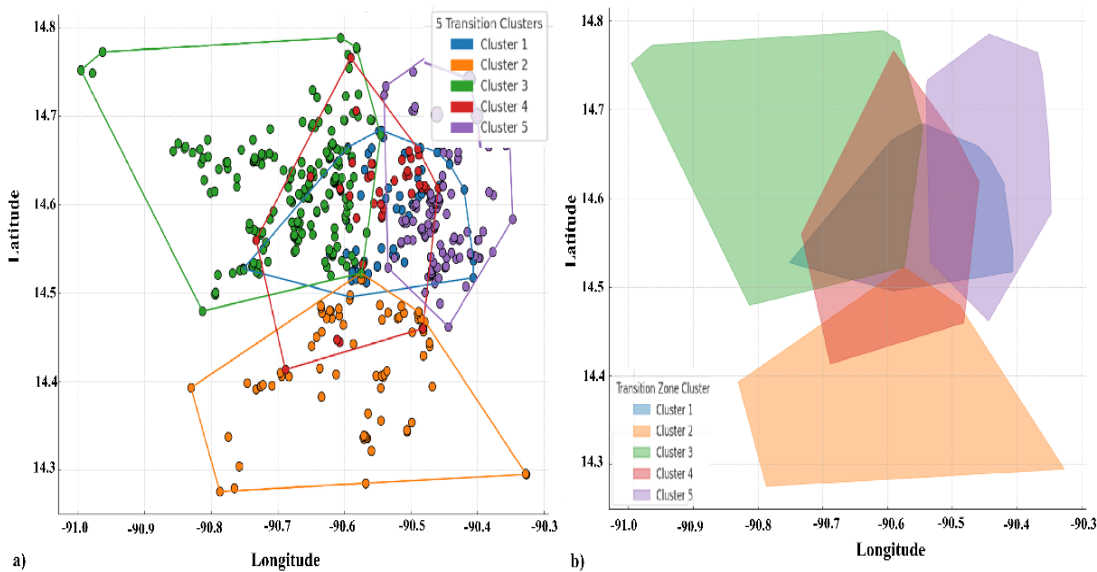 14.8
14.7
14.6
14.5
14.4
14.3
Latitude
-91.0 -90.9 -90.8 -90.7 -90.6 -90.5 -90.4 -90.3
Longitude
a)
5 Transition Clusters
Cluster 1
Cluster 2
Cluster 3
Cluster 4
Cluster 5
14.8
14.7
14.6
14.5
14.4
14.3
Latitude
-91.0 -90.9 -90.8 -90.7 -90.6 -90.5 -90.4 -90.3
Longitude
b)
Transition Zone Cluster
Cluster 1
Cluster 2
Cluster 3
Cluster 4
Cluster 5